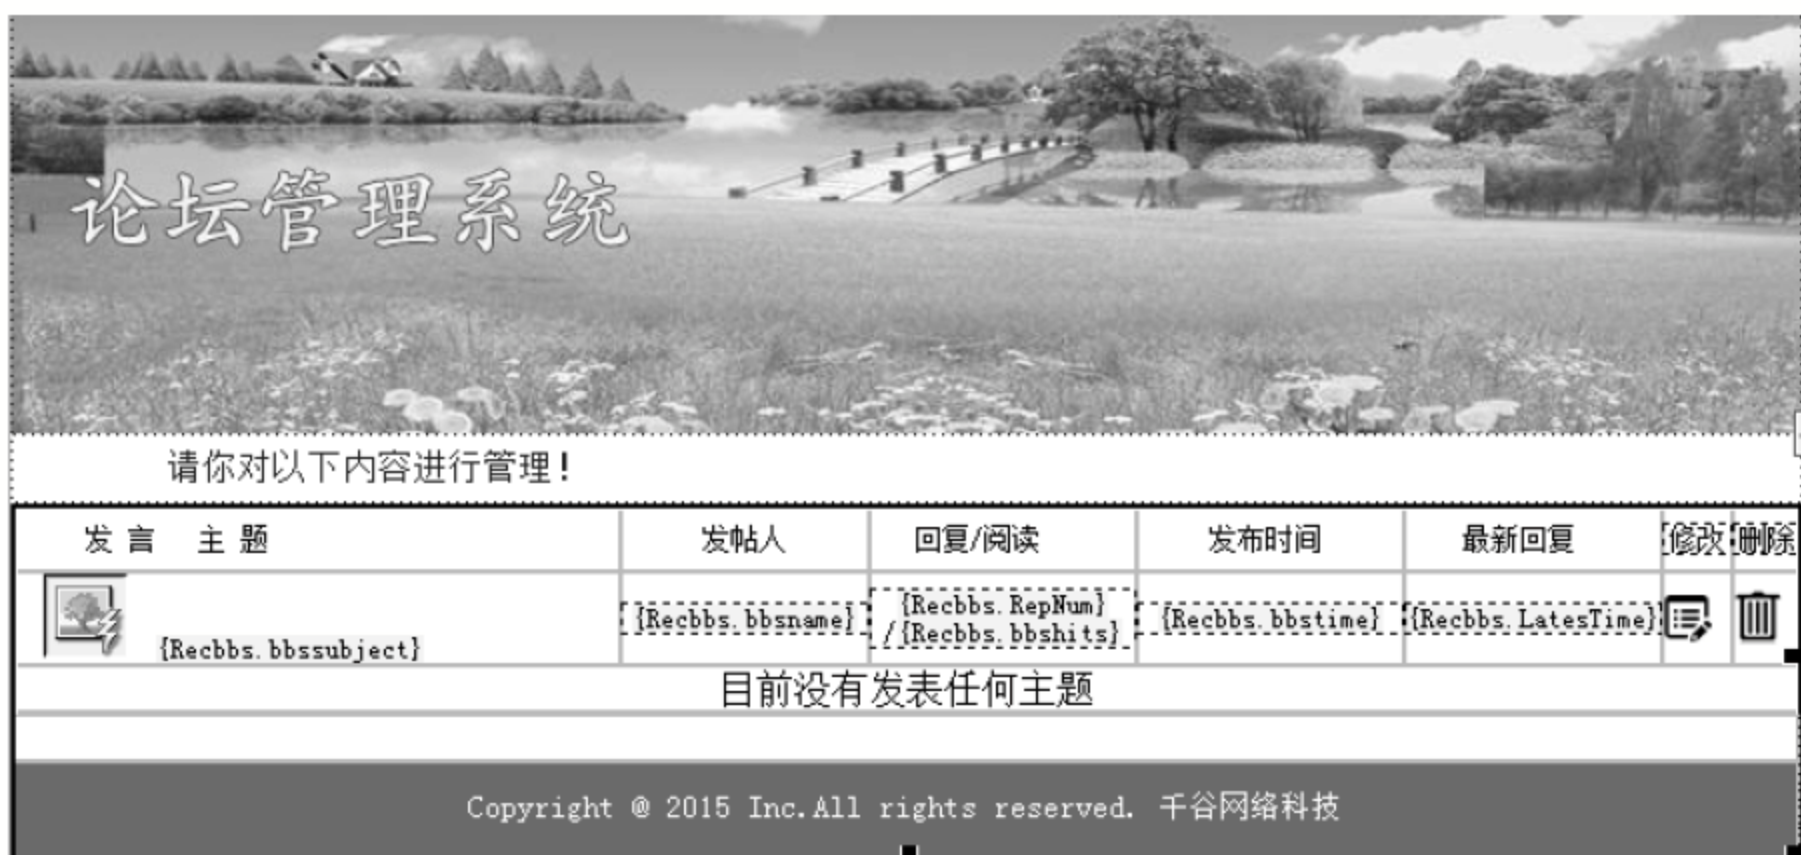 论坛管理系统
请你对以下内容进行管理!
发 言 主 题 发帖人 回复/阅读 发布时间 最新回复 修改 删除
{Recbbs.bbssubject} {Recbbs.bbsname} {Recbbs.RepNum} /{Recbbs.bbshits} {Recbbs.bbstime} {Recbbs.LatesTime}
目前没有发表任何主题
Copyright @ 2015 Inc.All rights reserved. 千谷网络科技